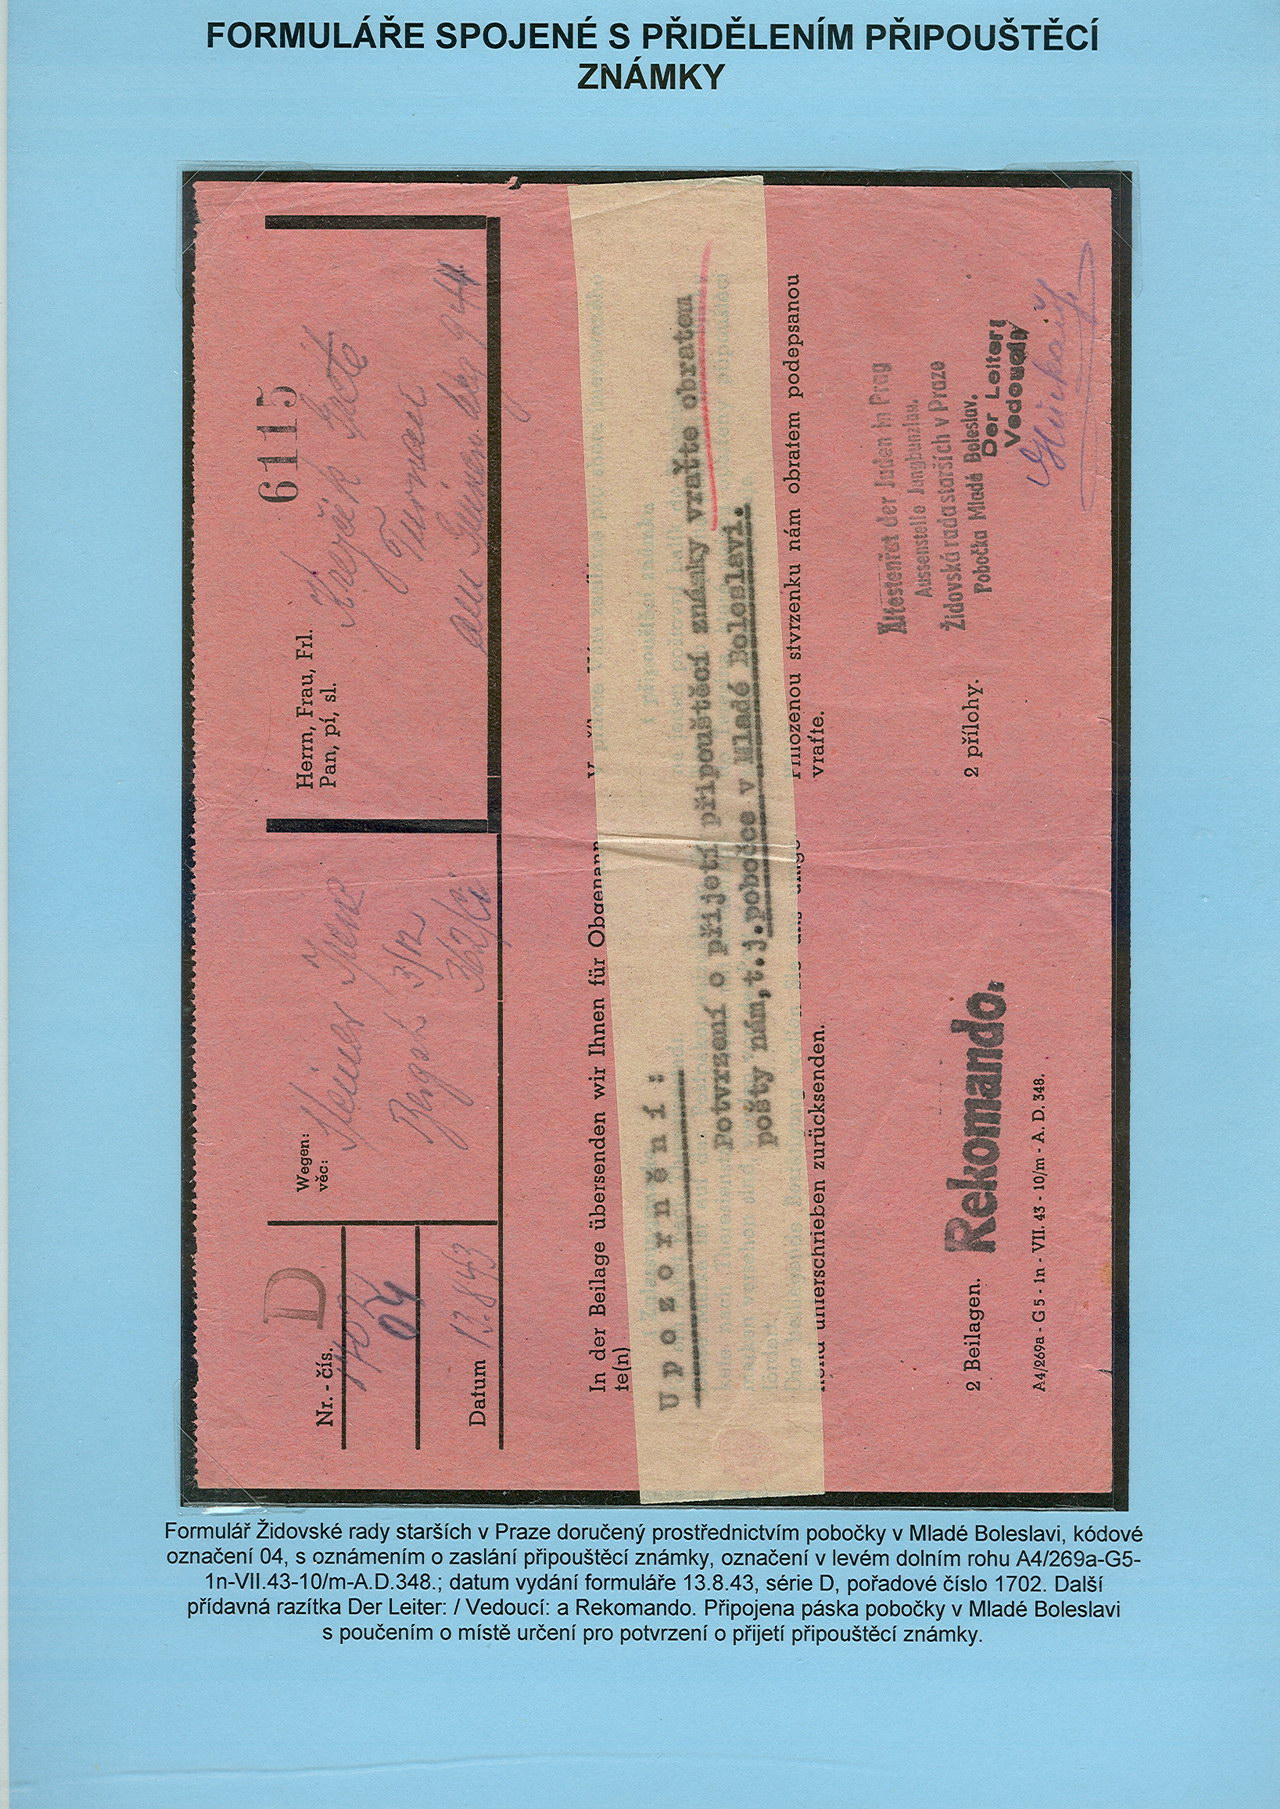 FORMULÁŘE SPOJENÉ S PŘIDĚLENÍM PŘIPOUŠTĚCÍ
ZNÁMKY
D
Nr. - čís.
04
Datum 13.8 43
Wegen:
věc:
3/12
6115
Herrn, Frau, Frl.
Pan, pí, sl.
Turnau
In der Beilage übersenden wir Ihnen für
te(n)
Upozornění:
Potvrzení o přijetí připouštěcí známky vraťte obratem
pošty nám,t.j.pobočce v Mladé Boleslavi.
unterschrieben zurücksenden.
stvrzenku nám obratem podepsanou
vraťte.
2 Beilagen.
Rekomando.
2 přílohy.
Ältestenrat der Juden in Prag
Aussenstelle Jungbunzlau.
Židovská rada starších v Praze
Pobočka Mladá Boleslav.
Der Leiter:
Vedoucí:
A4/269a - G 5 - 1n - VII. 43 - 10/m - A. D. 348.
Formulář Židovské rady starších v Praze doručený prostřednictvím pobočky v Mladé Boleslavi, kódové
označení 04, s oznámením o zaslání připouštěcí známky, označení v levém dolním rohu A4/269a-G5-
1n-VII.43-10/m-A.D.348.; datum vydání formuláře 13.8.43, série D, pořadové číslo 1702. Další
přídavná razítka Der Leiter: / Vedoucí: a Rekomando. Připojena páska pobočky v Mladé Boleslavi
s poučením o místě určení pro potvrzení o přijetí připouštěcí známky.